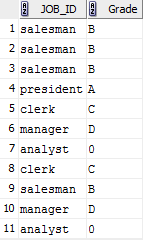 JOB_ID Grade
1 salesman B
2 salesman B
3 salesman B
4 president A
5 clerk C
6 manager D
7 analyst 0
8 clerk C
9 salesman B
10 manager D
11 analyst 0